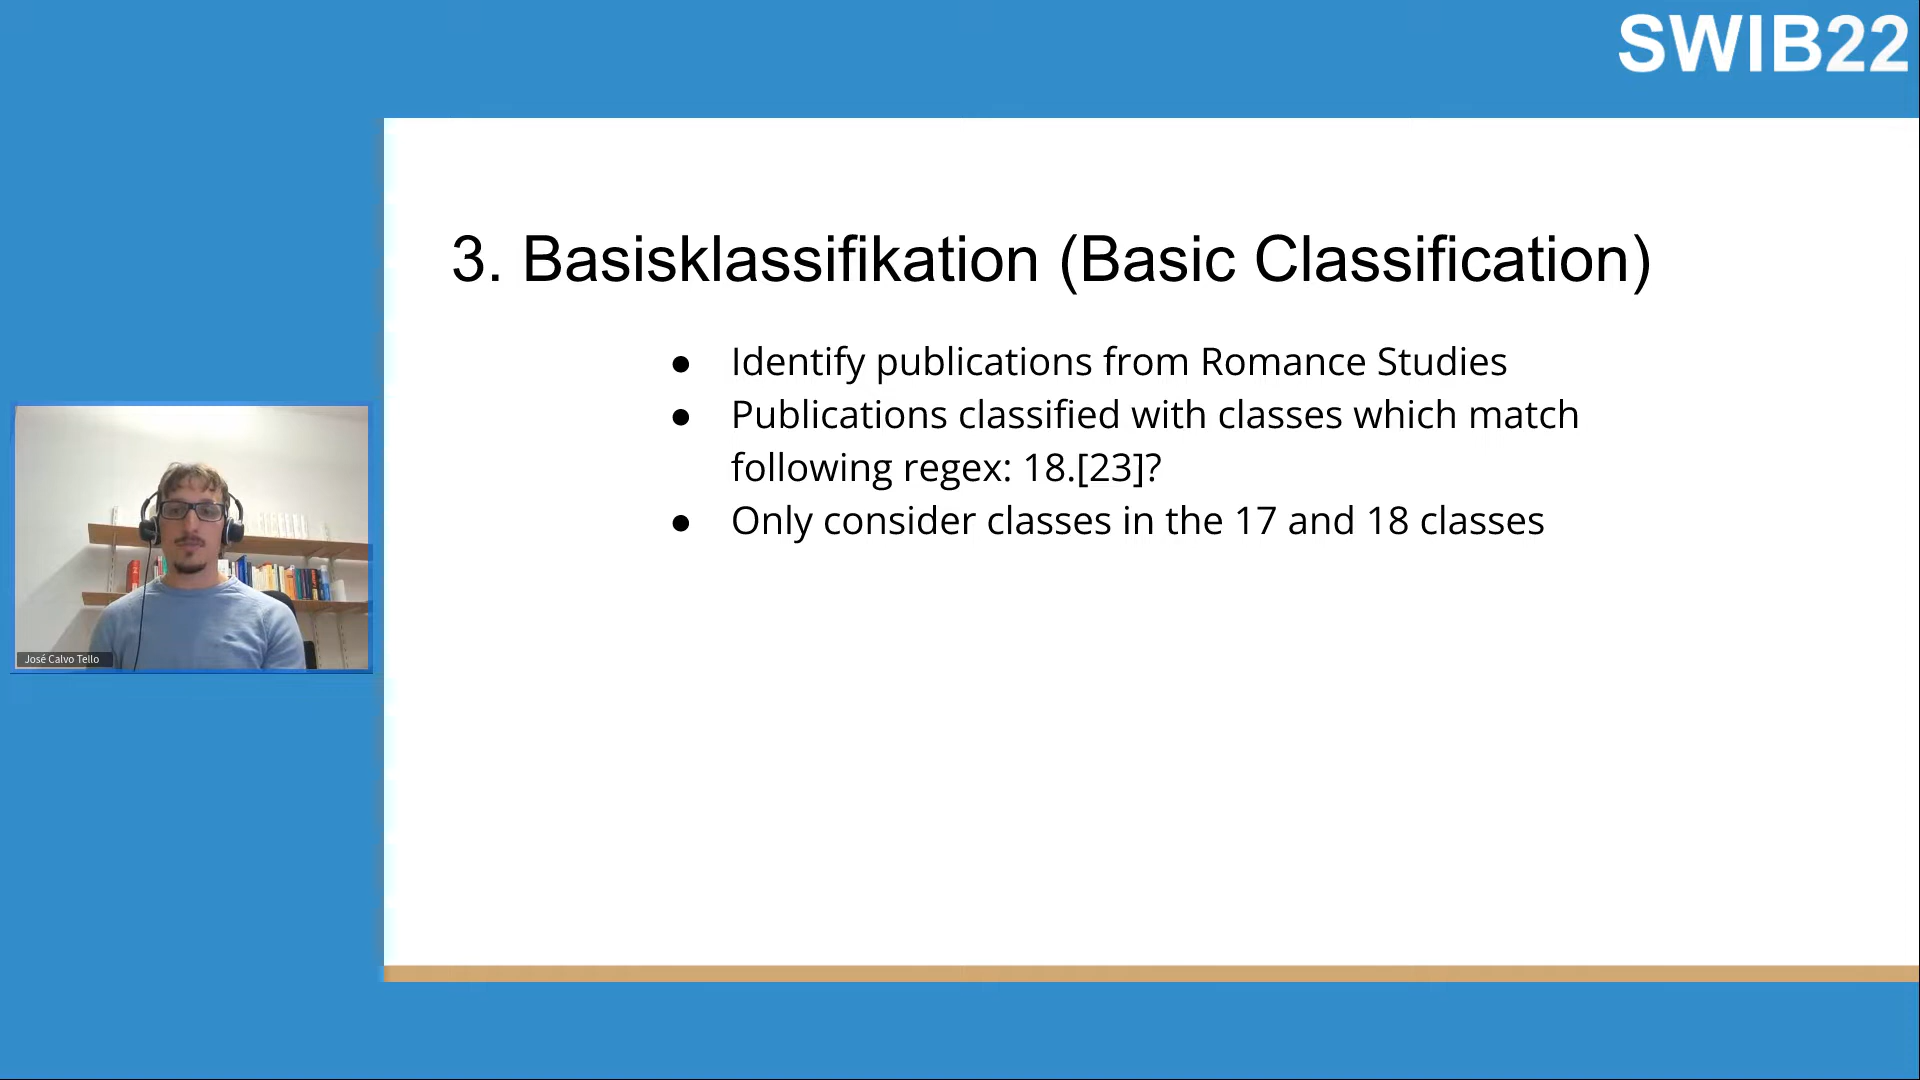 SWIB22
3. Basisklassifikation (Basic Classification)
● Identify publications from Romance Studies
● Publications classified with classes which match
following regex: 18.[23]?
● Only consider classes in the 17 and 18 classes
José Calvo Tello